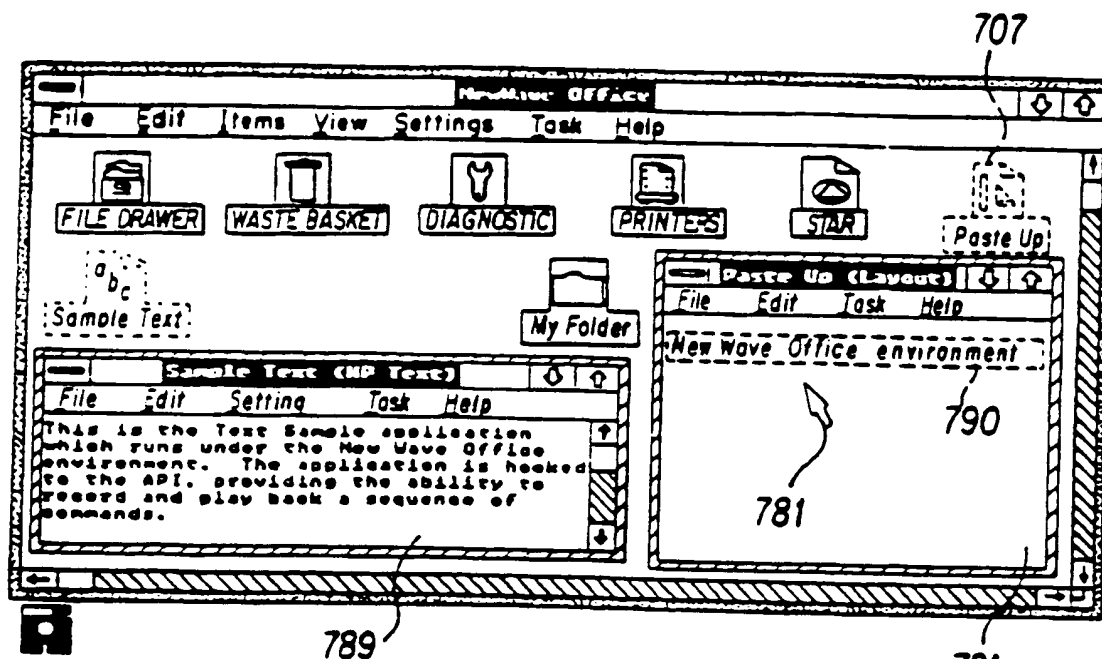 707
NewWave Office
File Edit Items View Settings Task Help
FILE DRAWER WASTE BASKET DIAGNOSTIC PRINTERS STAR Paste Up
abc
Sample Text
My Folder
Paste Up (Layout)
File Edit Task Help
New Wave Office environment
790
781
Sample Text (HP Text)
File Edit Setting Task Help
This is the Text Sample application
which runs under the New Wave Office
environment. The application is hooked
to the API, providing the ability to
record and play back a sequence of
commands.
789